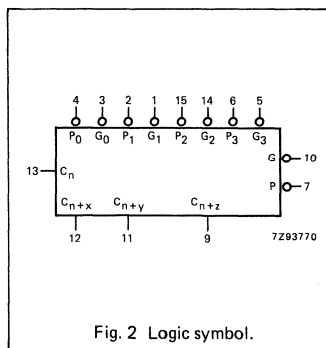 4 3 2 1 15 14 6 5
P0 G0 P1 G1 P2 G2 P3 G3
G 10
13 Cn
P 7
Cn+x Cn+y Cn+z
7Z93770
12 11 9
Fig. 2 Logic symbol.